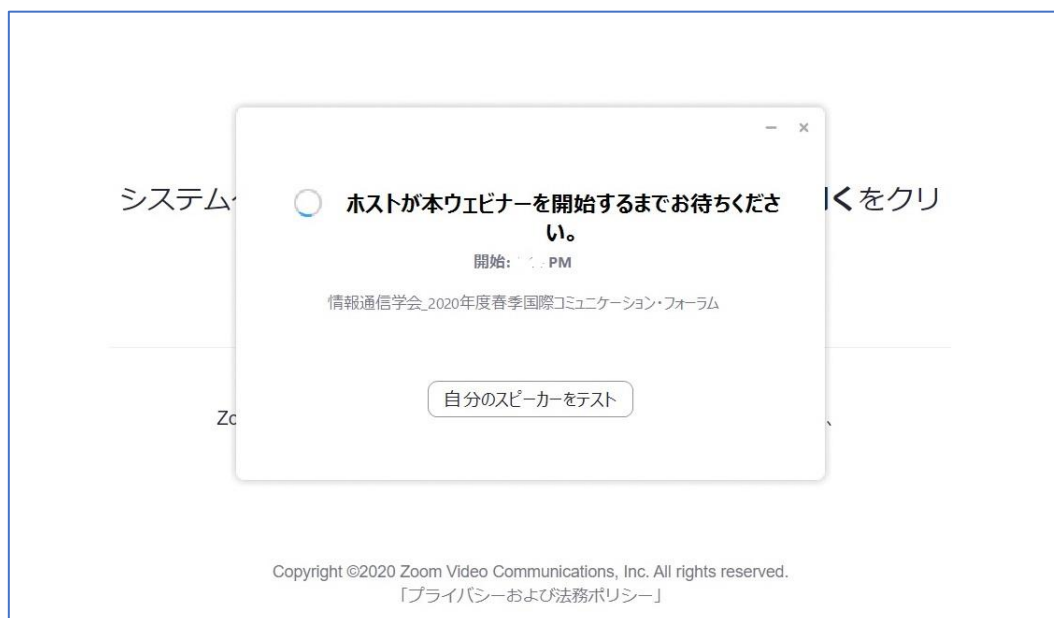 システム
くをクリ
ホストが本ウェビナーを開始するまでお待ちくださ
い。
開始: PM
情報通信学会_2020年度春季国際コミュニケーション・フォーラム
自分のスピーカーをテスト
Zo
、
Copyright ©2020 Zoom Video Communications, Inc. All rights reserved.
「プライバシーおよび法務ポリシー」